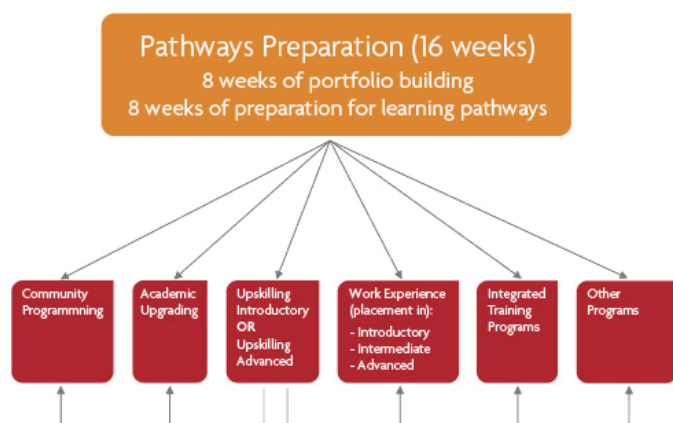 Pathways Preparation (16 weeks)
8 weeks of portfolio building
8 weeks of preparation for learning pathways
Community
Programmning
Academic
Upgrading
Upskilling
Introductory
OR
Upskilling
Advanced
Work Experience
(placement in):
- Introductory
- Intermediate
- Advanced
Integrated
Training
Programs
Other
Programs